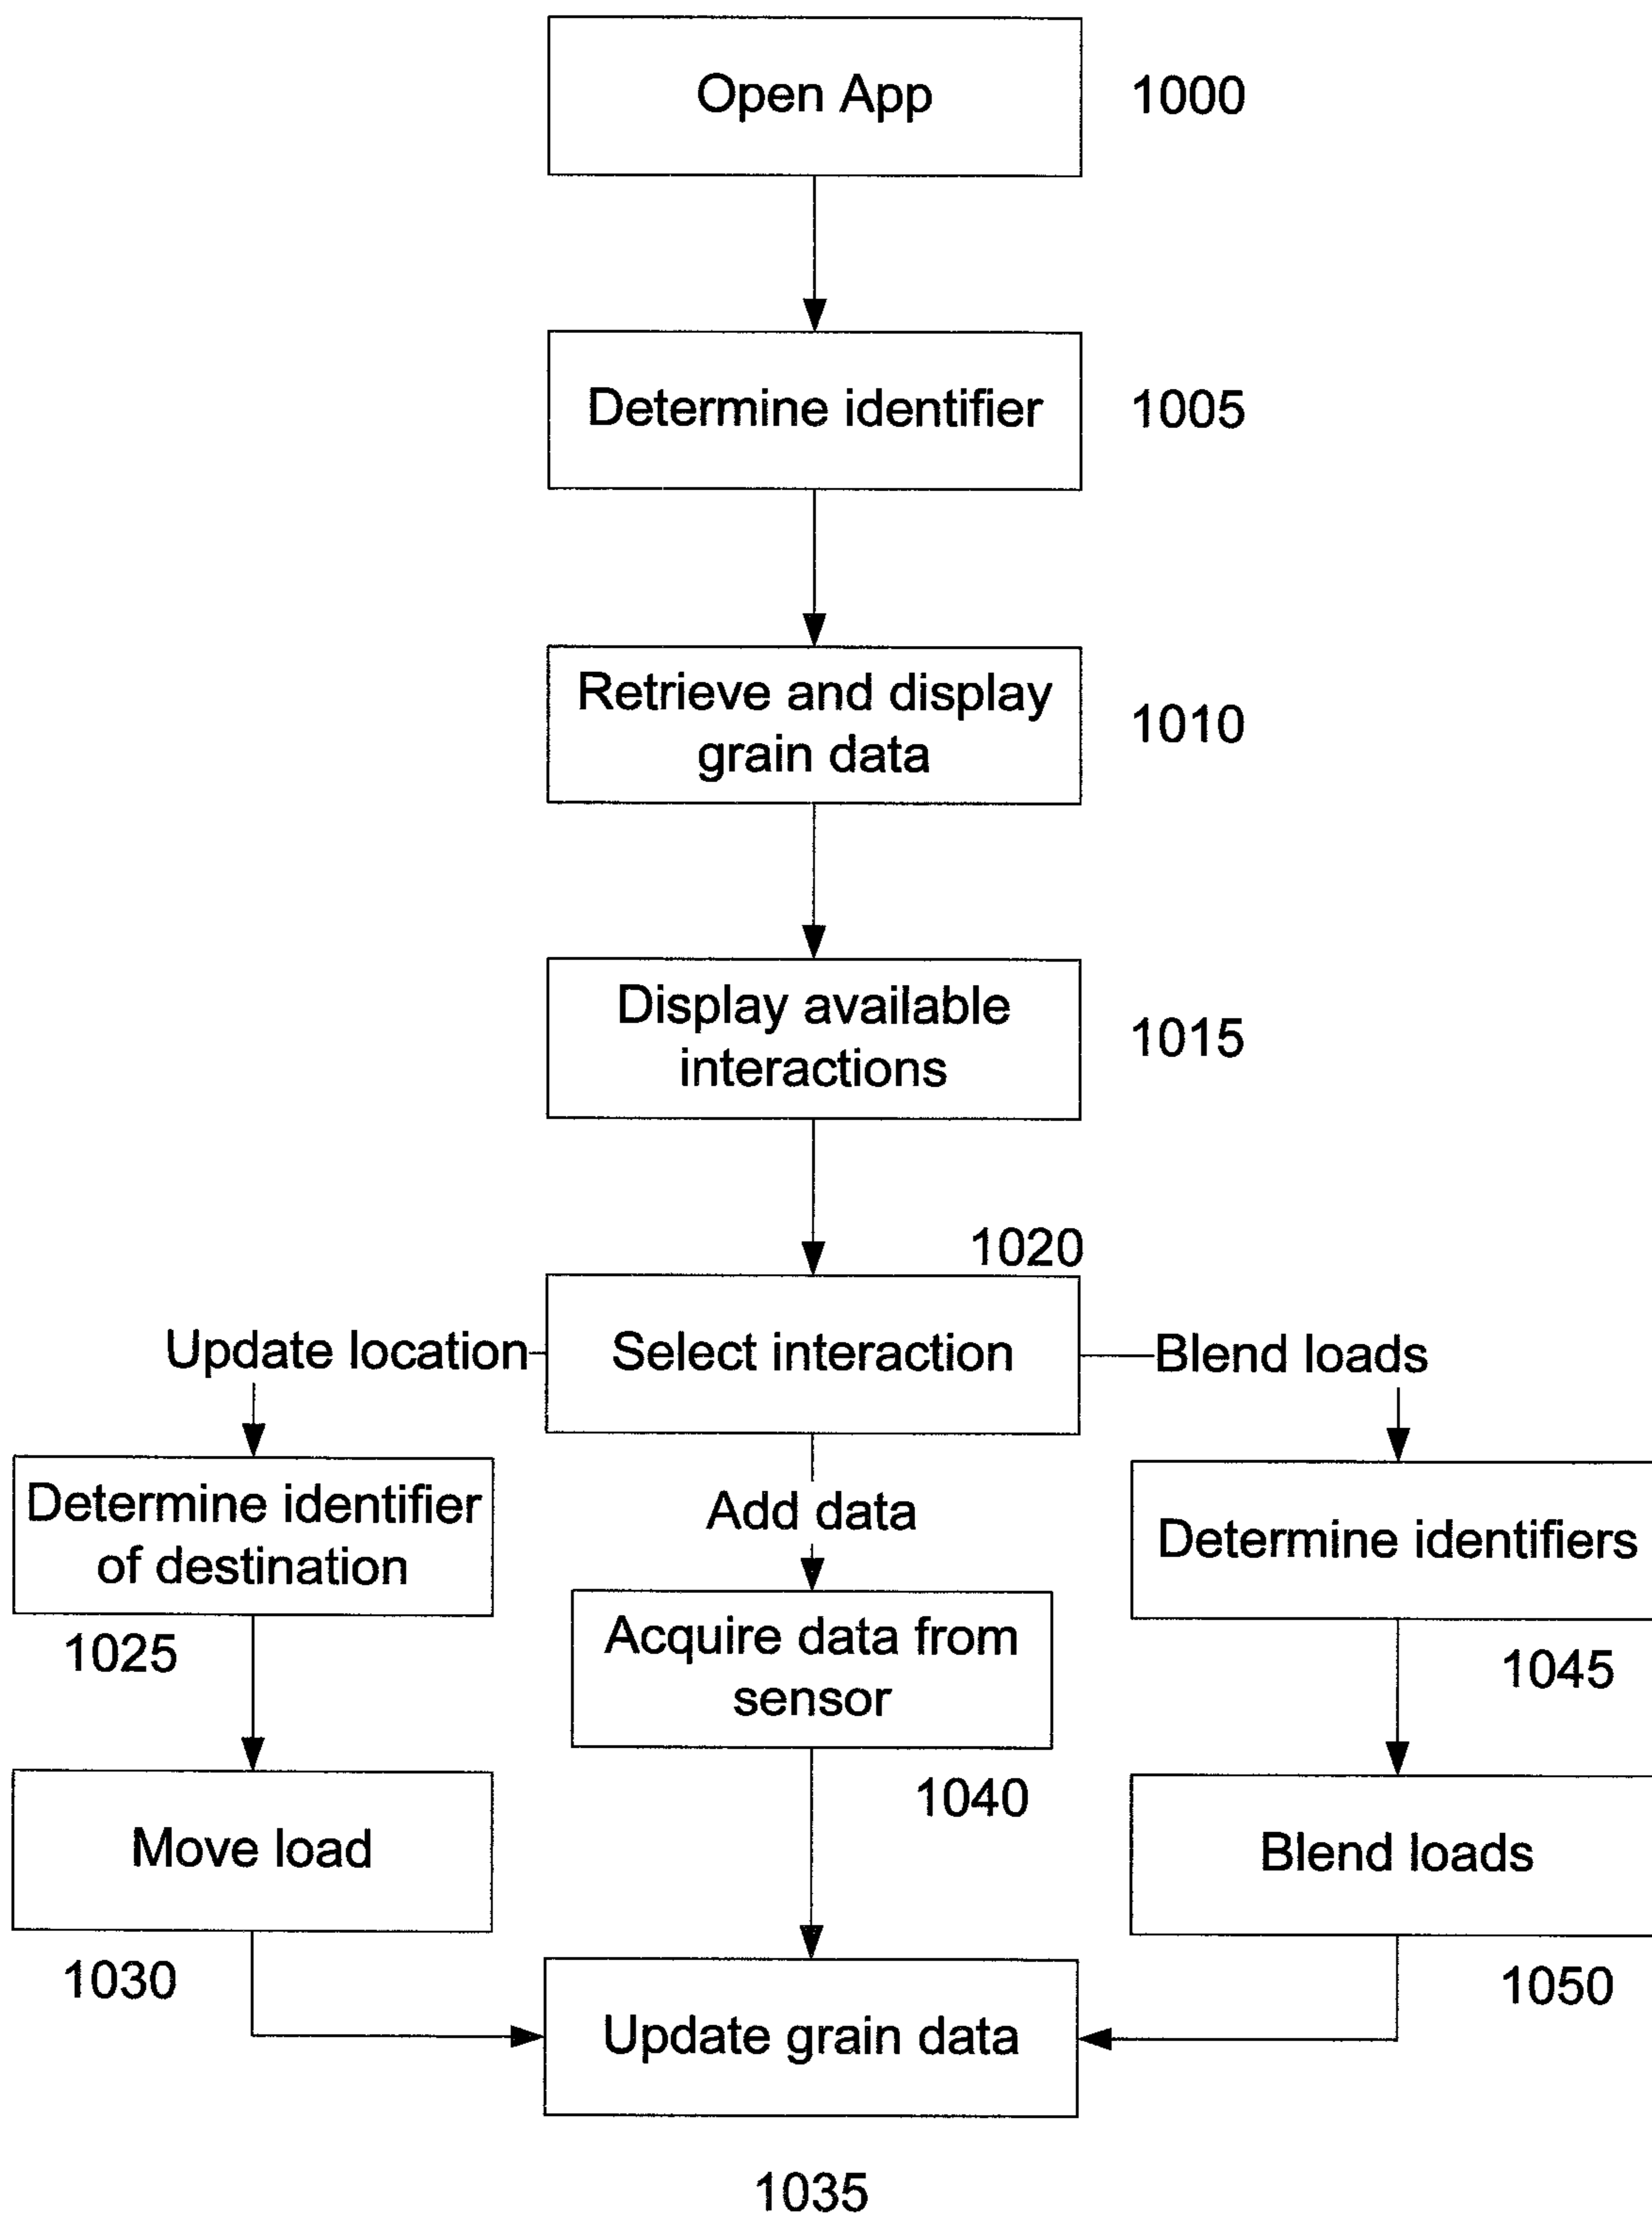 Open App
1000
Determine identifier
1005
Retrieve and display
grain data
1010
Display available
interactions
1015
1020
Select interaction
Update location
Blend loads
Add data
Determine identifier
of destination
1025
Acquire data from
sensor
1040
Determine identifiers
1045
Move load
1030
Blend loads
1050
Update grain data
1035